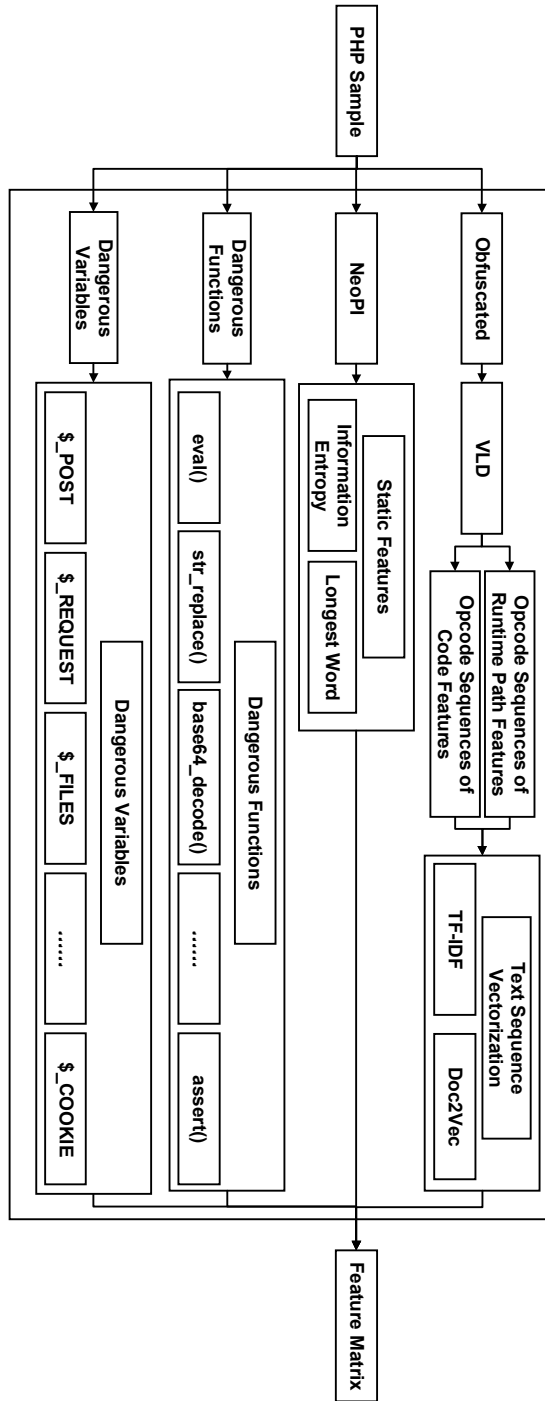 PHP Sample
Obfuscated
VLD
Opcode Sequences of
Runtime Path Features
Opcode Sequences of
Code Features
Text Sequence
Vectorization
TF-IDF
Doc2Vec
NeoPI
Static Features
Information
Entropy
Longest Word
Dangerous
Functions
Dangerous Functions
eval()
str_replace()
base64_decode()
......
assert()
Dangerous
Variables
Dangerous Variables
$_POST
$_REQUEST
$_FILES
......
$_COOKIE
Feature Matrix